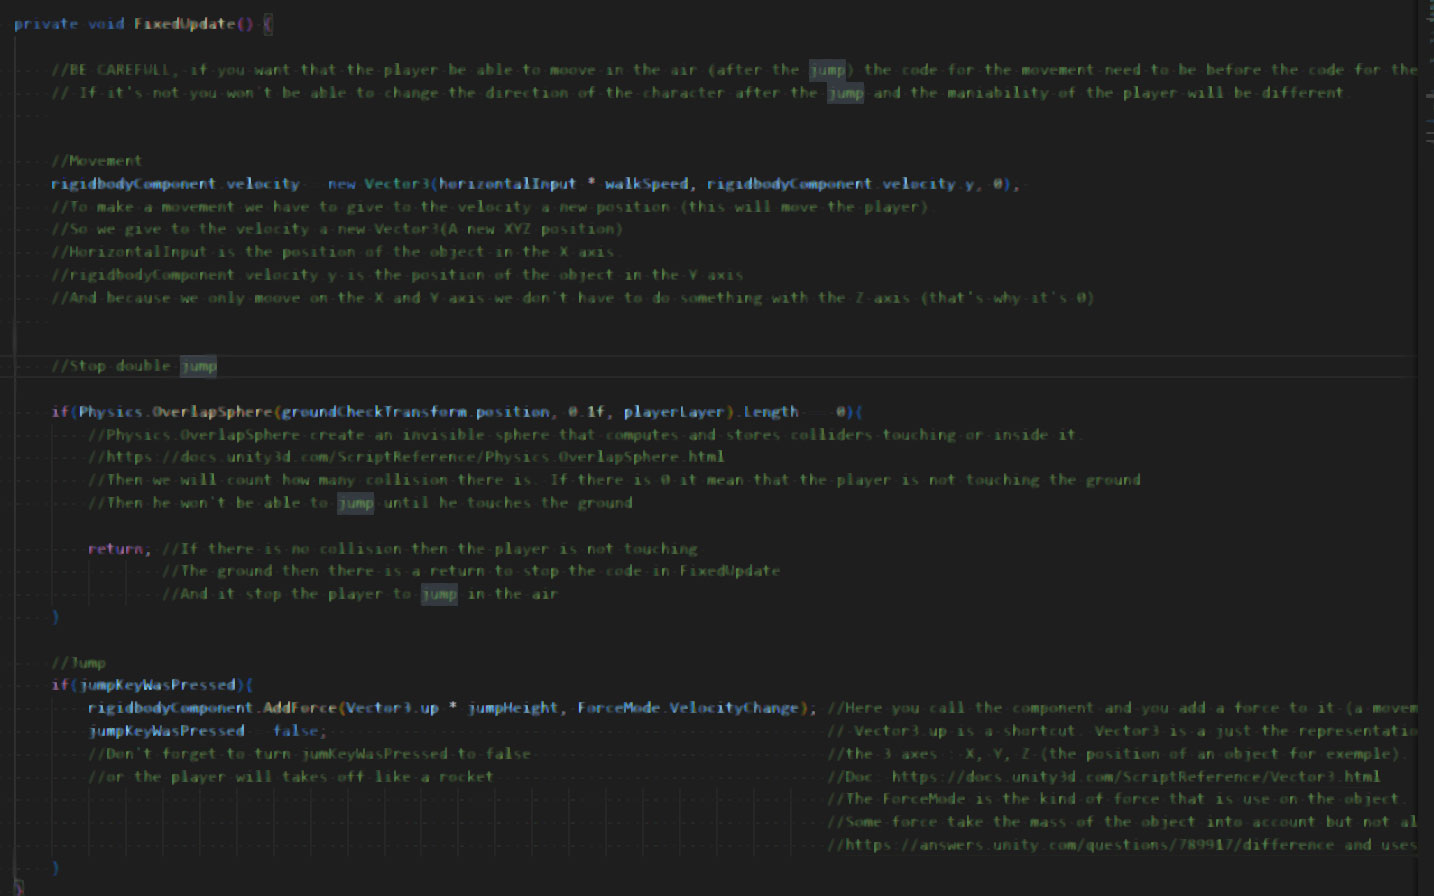 private void FixedUpdate() {
//BE CAREFULL, if you want that the player be able to moove in the air (after the jump) the code for the movement need to be before the code for the
// If it's not you won't be able to change the direction of the character after the jump and the maniability of the player will be different.
//Movement
rigidbodyComponent.velocity = new Vector3(horizontalInput * walkSpeed, rigidbodyComponent.velocity.y, 0);
//To make a movement we have to give to the velocity a new position (this will move the player).
//So we give to the velocity a new Vector3(A new XYZ position)
//HorizontalInput is the position of the object in the X axis.
//rigidbodyComponent velocity y is the position of the object in the Y axis
//And because we only moove on the X and Y axis we don't have to do something with the Z axis (that's why it's 0)
//Stop double jump
if(Physics.OverlapSphere(groundCheckTransform.position, 0.1f, playerLayer).Length 0){
//Physics.OverlapSphere create an invisible sphere that computes and stores colliders touching or inside it.
//https://docs.unity3d.com/ScriptReference/Physics.OverlapSphere.html
//Then we will count how many collision there is. If there is 0 it mean that the player is not touching the ground
//Then he won't be able to jump until he touches the ground
return; //If there is no collision then the player is not touching
//The ground then there is a return to stop the code in FixedUpdate
//And it stop the player to jump in the air
}
//Jump
if(jumpKeyWasPressed){
rigidbodyComponent.AddForce(Vector3.up * jumpHeight, ForceMode.VelocityChange); //Here you call the component and you add a force to it (a movem
jumpKeyWasPressed = false; // Vector3.up is a shortcut. Vector3 is a just the representatio
//Don't forget to turn jumKeyWasPressed to false //the 3 axes : X, Y, Z (the position of an object for exemple).
//or the player will takes off like a rocket //Doc: https://docs.unity3d.com/ScriptReference/Vector3.html
//The ForceMode is the kind of force that is use on the object.
//Some force take the mass of the object into account but not al
//https://answers.unity.com/questions/789917/difference and uses
}
}